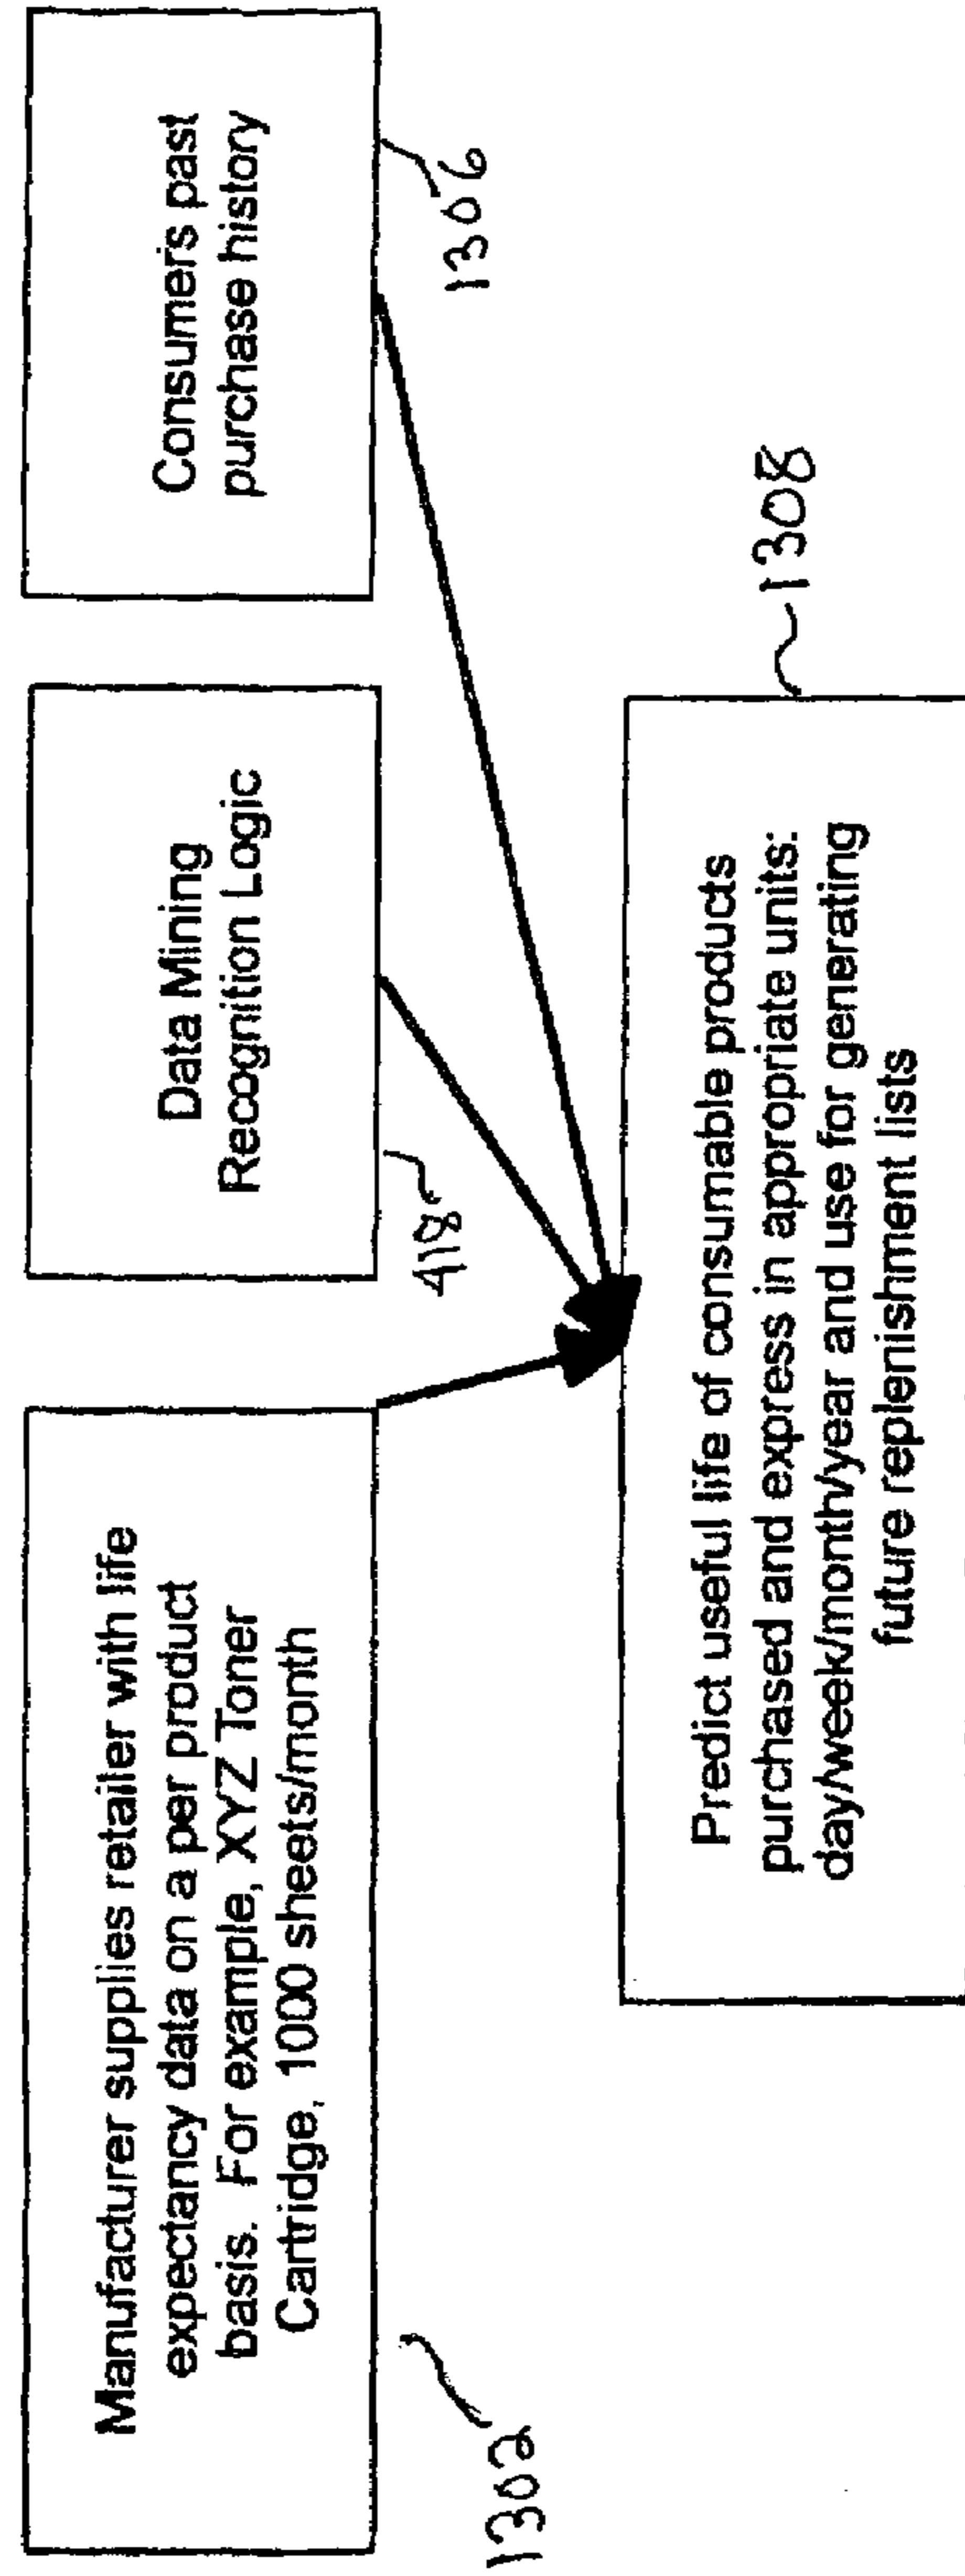 Manufacturer supplies retailer with life
expectancy data on a per product
basis. For example, XYZ Toner
Cartridge, 1000 sheets/month
1302
Data Mining
Recognition Logic
418
Consumers past
purchase history
1306
Predict useful life of consumable products
purchased and express in appropriate units:
day/week/month/year and use for generating
future replenishment lists
1308